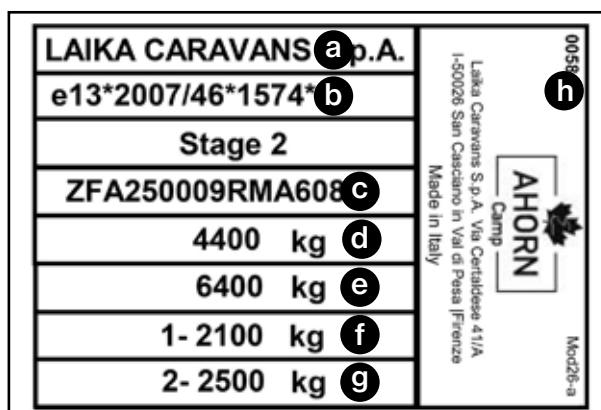 LAIKA CARAVANS S.p.A.
a
e13*2007/46*1574*
b
Stage 2
ZFA250009RMA608
c
4400 kg
d
6400 kg
e
1- 2100 kg
f
2- 2500 kg
g
0058
h
AHORN
Camp
Laika Caravans S.p.A. Via Certaldese 41/A
I-50026 San Casciano in Val di Pesa |Firenze
Made in Italy
Mod26-a